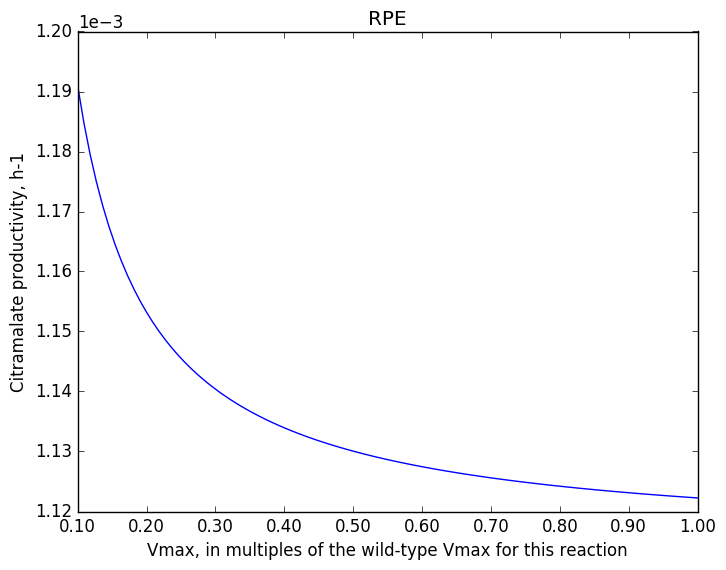 RPE
1e−3
1.20
1.19
1.18
1.17
1.16
1.15
1.14
1.13
1.12
Citramalate productivity, h-1
0.10 0.20 0.30 0.40 0.50 0.60 0.70 0.80 0.90 1.00
Vmax, in multiples of the wild-type Vmax for this reaction